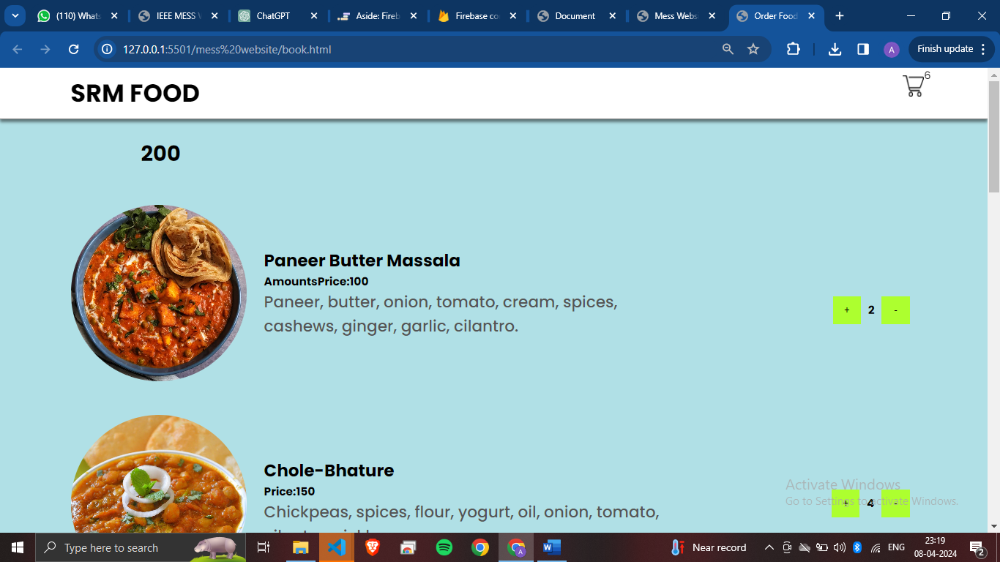 (110) Whats
IEEE MESS W
ChatGPT
Aside: Fireb
Firebase co
Document
Mess Websi
Order Food
127.0.0.1:5501/mess%20website/book.html
A
Finish update
SRM FOOD
6
200
Paneer Butter Massala
AmountsPrice:100
Paneer, butter, onion, tomato, cream, spices,
cashews, ginger, garlic, cilantro.
+ 2 -
Chole-Bhature
Price:150
Chickpeas, spices, flour, yogurt, oil, onion, tomato,
+ 4 -
Activate Windows
Go to Settings to activate Windows.
Type here to search
Near record
ENG
23:19
08-04-2024
2